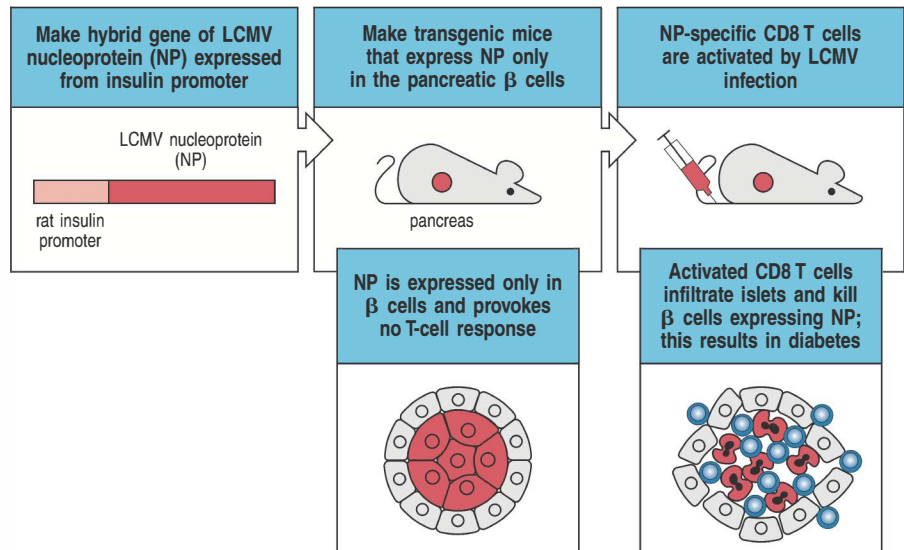 Make hybrid gene of LCMV
nucleoprotein (NP) expressed
from insulin promoter
LCMV nucleoprotein
(NP)
rat insulin
promoter
Make transgenic mice
that express NP only
in the pancreatic β cells
pancreas
NP-specific CD8 T cells
are activated by LCMV
infection
NP is expressed only in
β cells and provokes
no T-cell response
Activated CD8 T cells
infiltrate islets and kill
β cells expressing NP;
this results in diabetes